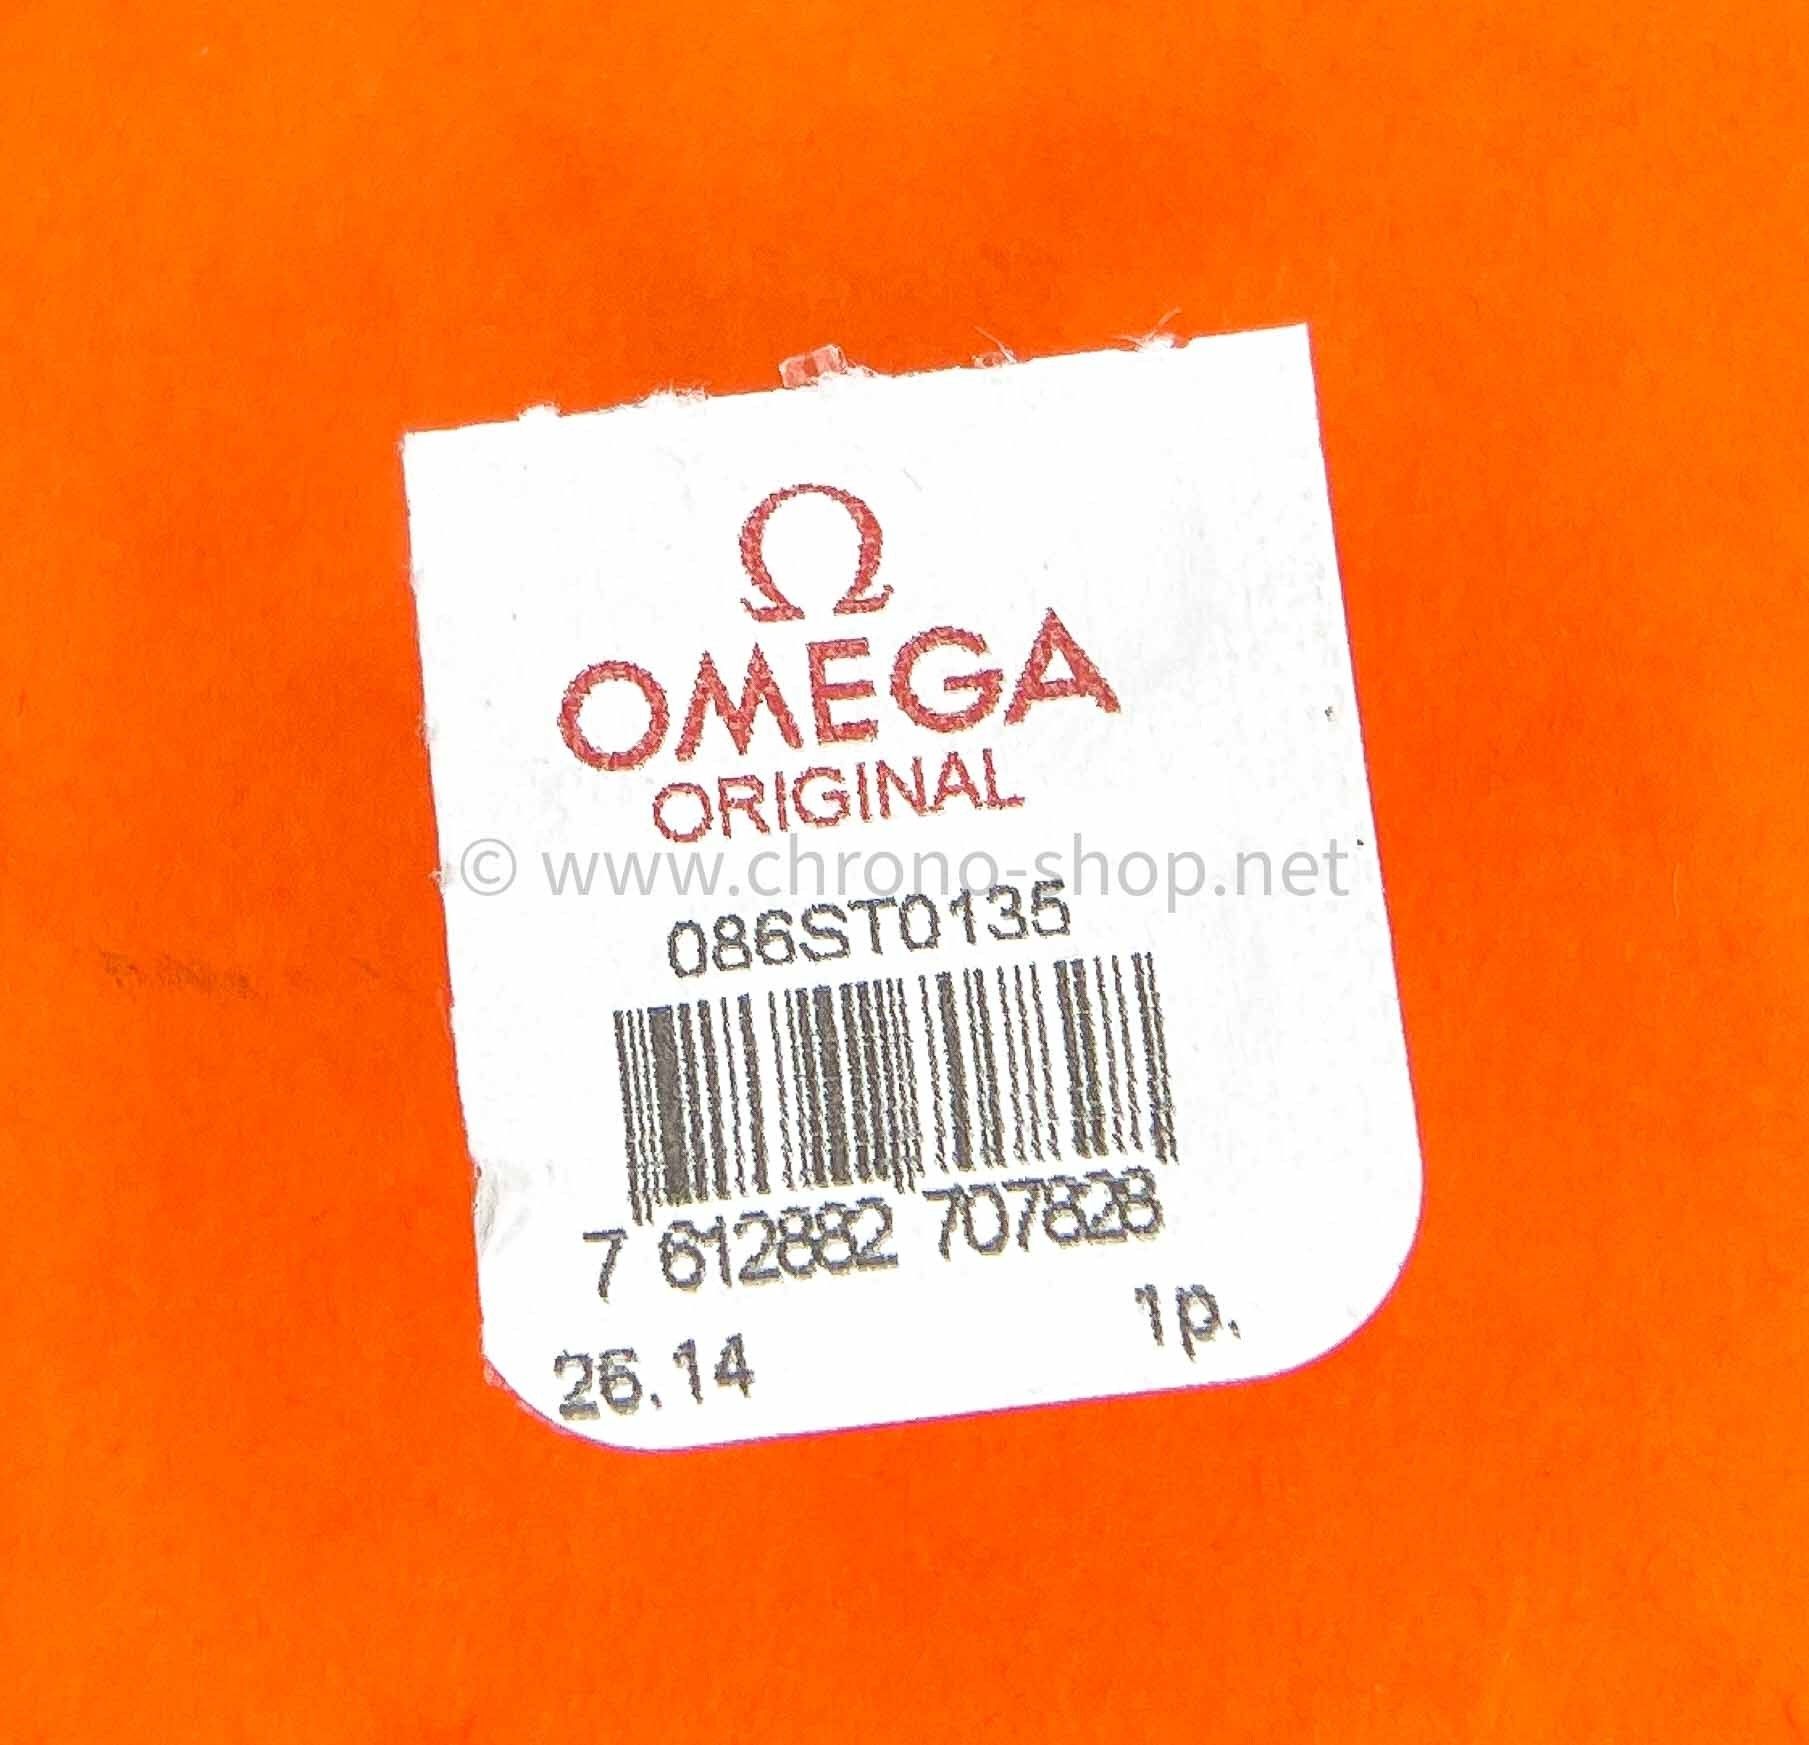 Ω
OMEGA
ORIGINAL
© www.chrono-shop.net
086ST0135
7 612882 707828
26.14
1p.